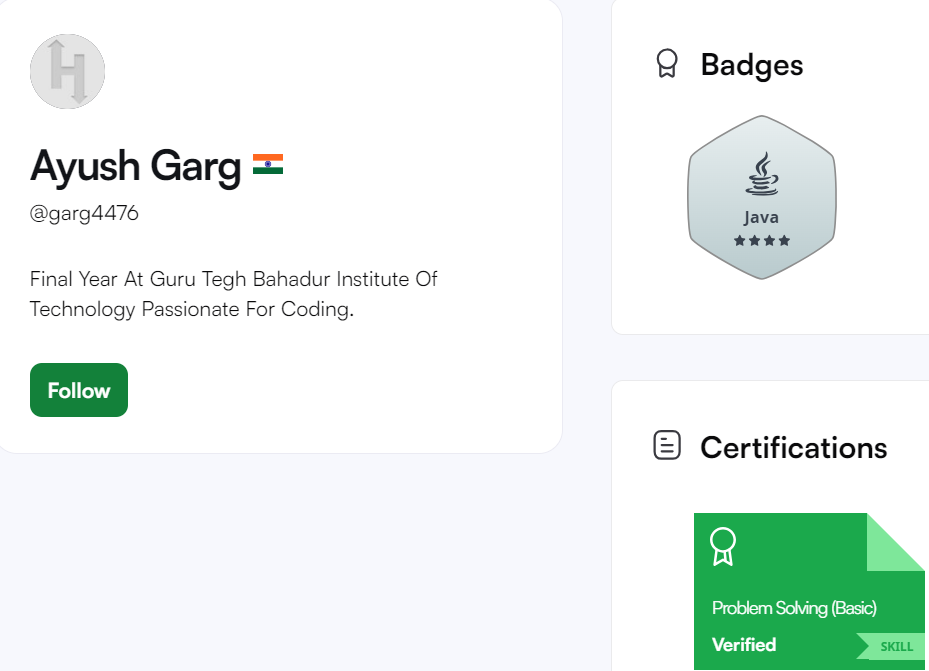 Ayush Garg
@garg4476
Final Year At Guru Tegh Bahadur Institute Of
Technology Passionate For Coding.
Follow
Badges
Java
Certifications
Problem Solving (Basic)
Verified
SKILL